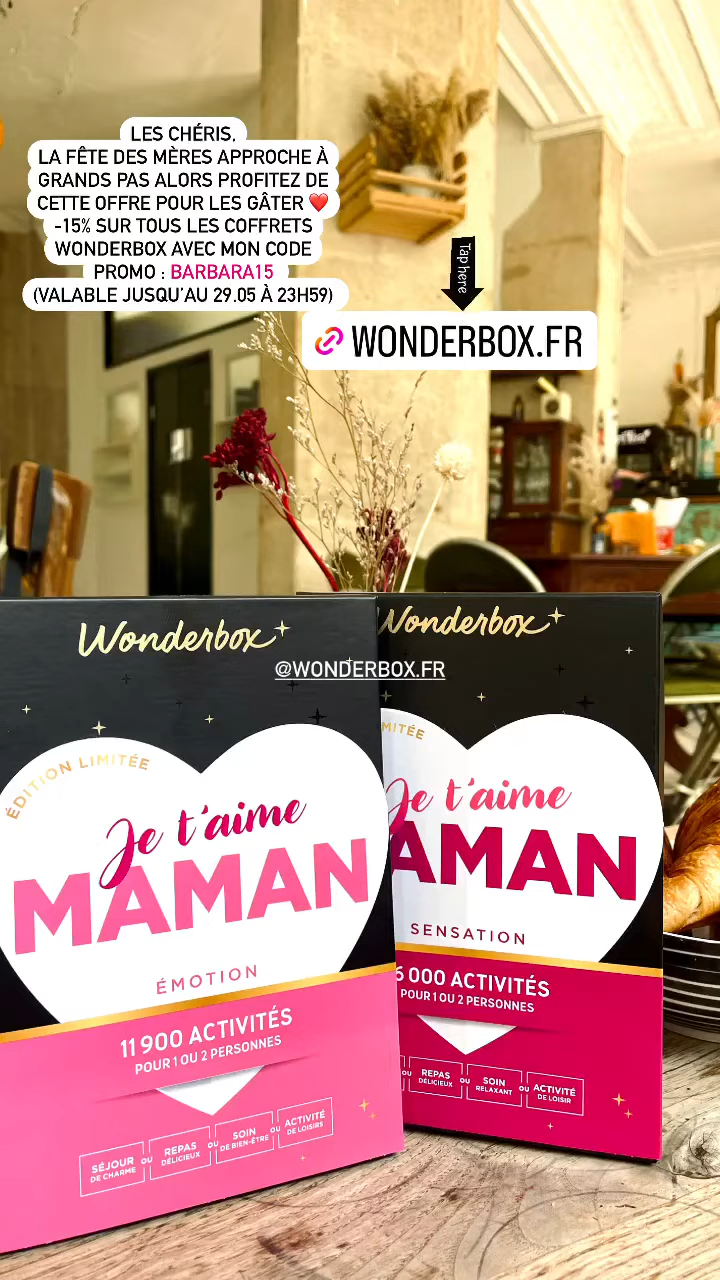 LES CHÉRIS,
LA FÊTE DES MÈRES APPROCHE À
GRANDS PAS ALORS PROFITEZ DE
CETTE OFFRE POUR LES GÂTER ❤️
-15% SUR TOUS LES COFFRETS
WONDERBOX AVEC MON CODE
PROMO : BARBARA15
(VALABLE JUSQU'AU 29.05 À 23H59)
Tap here
WONDERBOX.FR
@WONDERBOX.FR
Wonderbox
ÉDITION LIMITÉE
Je t'aime
MAMAN
ÉMOTION
11 900 ACTIVITÉS
POUR 1 OU 2 PERSONNES
SÉJOUR DE CHARME OU REPAS DÉLICIEUX OU SOIN DE BIEN-ÊTRE OU ACTIVITÉ DE LOISIRS
Wonderbox
MITÉE
Je t'aime
AMAN
SENSATION
6 000 ACTIVITÉS
POUR 1 OU 2 PERSONNES
OU REPAS DÉLICIEUX OU SOIN RELAXANT OU ACTIVITÉ DE LOISIR